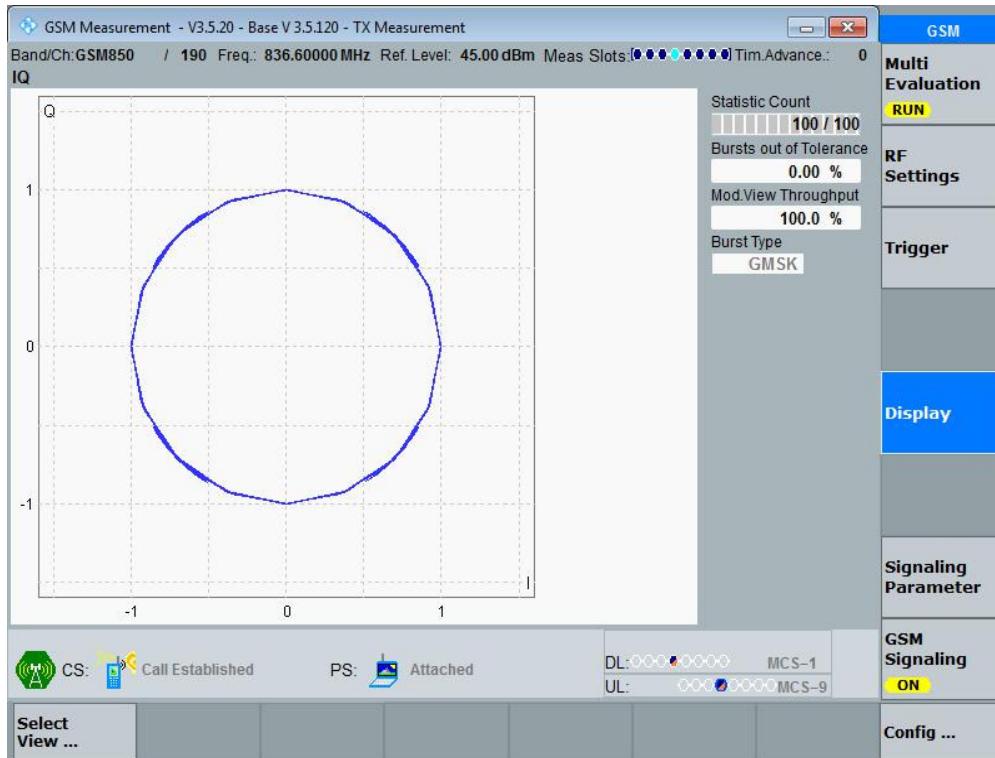 GSM Measurement - V3.5.20 - Base V 3.5.120 - TX Measurement
Band/Ch: GSM850 / 190 Freq.: 836.60000 MHz Ref. Level: 45.00 dBm Meas Slots: Tim.Advance.: 0
IQ
Q
1
0
-1
-1 0 1
I
Statistic Count
100 / 100
Bursts out of Tolerance
0.00 %
Mod.View Throughput
100.0 %
Burst Type
GMSK
CS: Call Established PS: Attached
DL: MCS-1
UL: MCS-9
Select
View ...
GSM
Multi
Evaluation
RUN
RF
Settings
Trigger
Display
Signaling
Parameter
GSM
Signaling
ON
Config ...